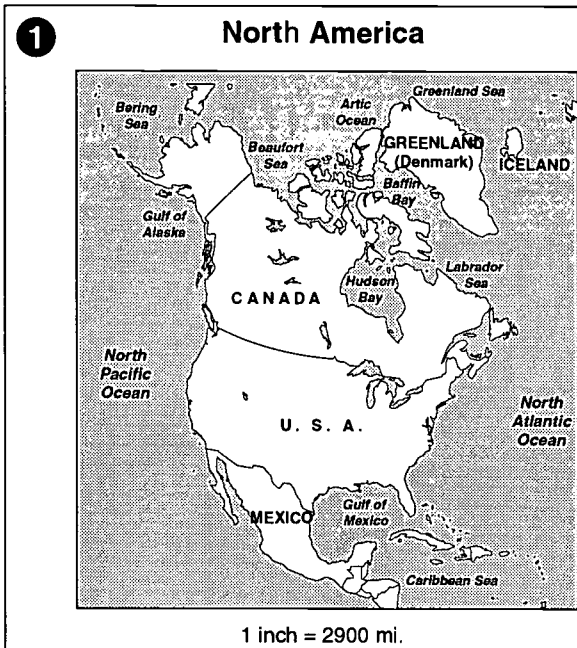 1
North America
Bering
Sea
Beaufort
Sea
Artic
Ocean
Greenland Sea
GREENLAND
(Denmark)
ICELAND
Baffin
Bay
Gulf of
Alaska
Hudson
Bay
Labrador
Sea
CANADA
North
Pacific
Ocean
U. S. A.
North
Atlantic
Ocean
MEXICO
Gulf of
Mexico
Caribbean Sea
1 inch = 2900 mi.